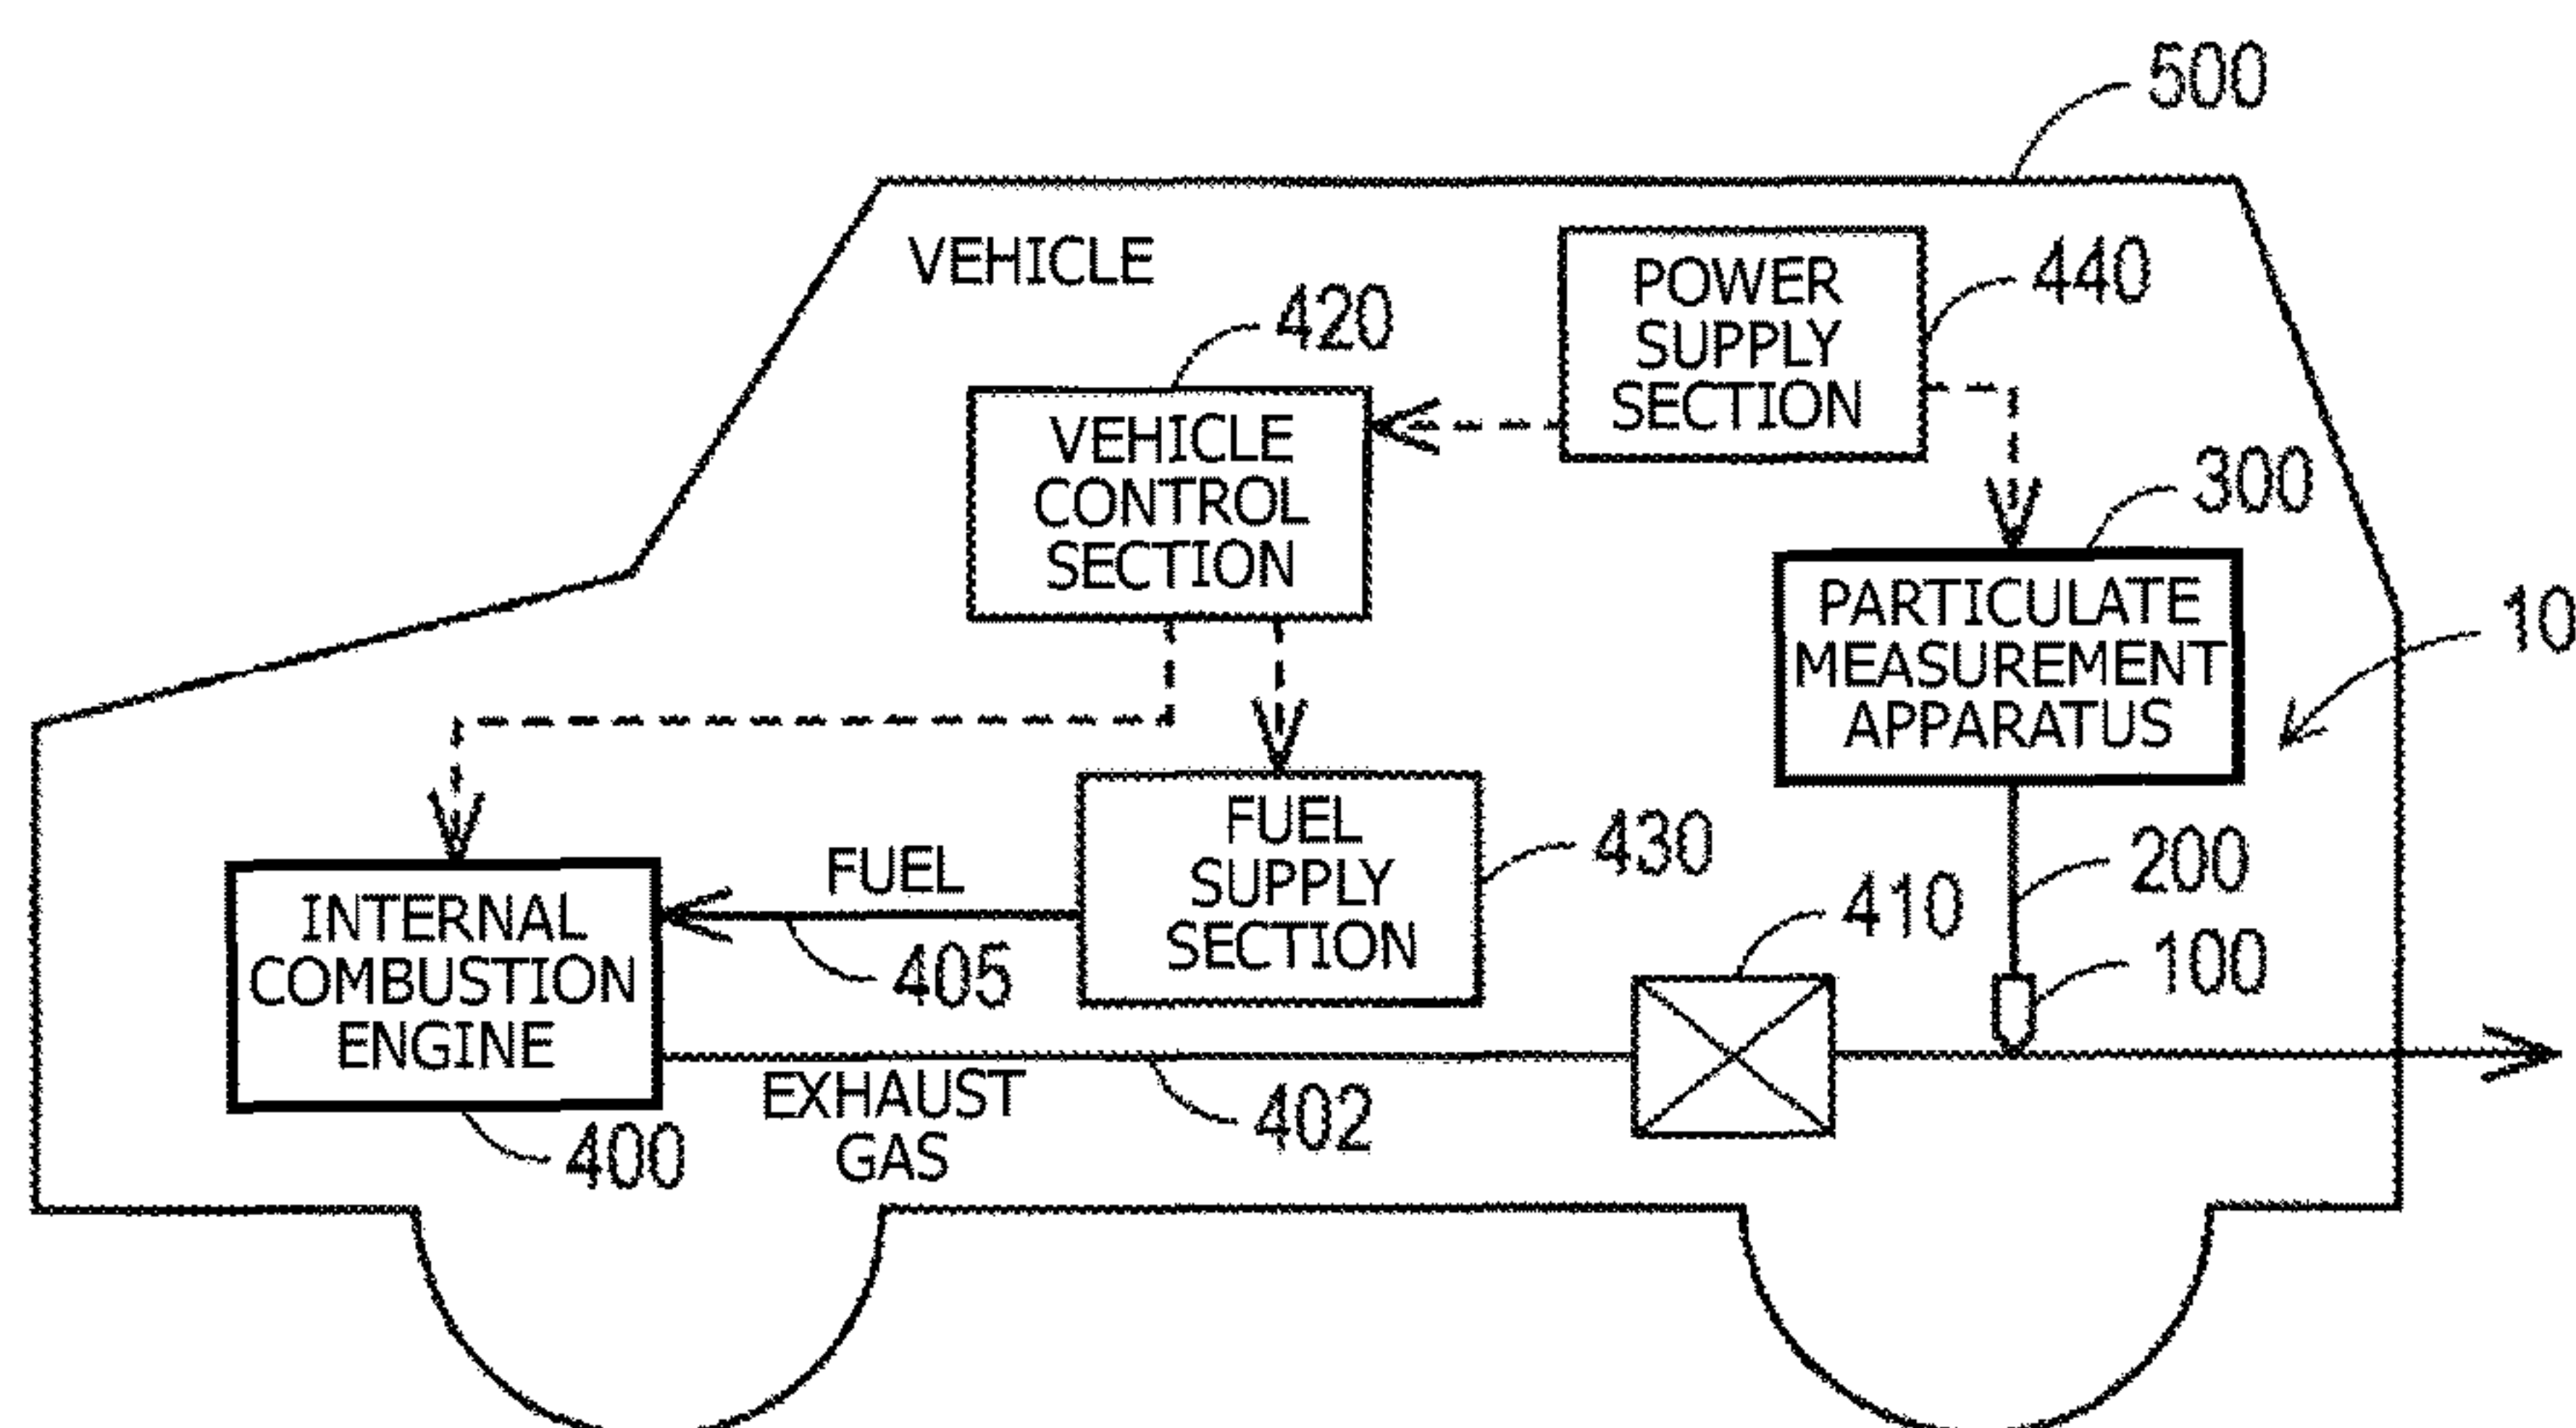 500
VEHICLE
POWER
SUPPLY
SECTION
440
420
VEHICLE
CONTROL
SECTION
300
PARTICULATE
MEASUREMENT
APPARATUS
10
FUEL
SUPPLY
SECTION
430
FUEL
405
INTERNAL
COMBUSTION
ENGINE
400
EXHAUST
GAS
402
410
200
100